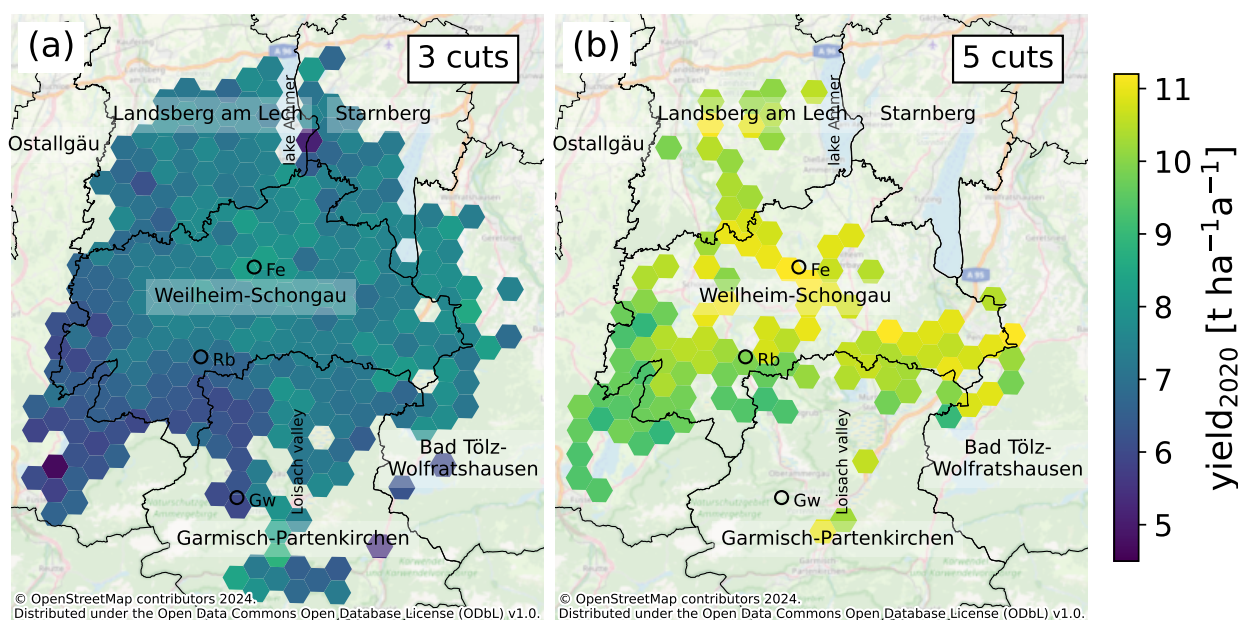 (a)
3 cuts
A 96
Landsberg am Lech
Starnberg
lake Ammer
Ostallgäu
Fe
Weilheim-Schongau
Rb
Loisach valley
Bad Tölz-
Wolfratshausen
Gw
Garmisch-Partenkirchen
© OpenStreetMap contributors 2024.
Distributed under the Open Data Commons Open Database License (ODbL) v1.0.
(b)
5 cuts
A 96
Landsberg am Lech
Starnberg
lake Ammer
Ostallgäu
Fe
A 95
Weilheim-Schongau
Rb
Loisach valley
Bad Tölz-
Wolfratshausen
Gw
Garmisch-Partenkirchen
© OpenStreetMap contributors 2024.
Distributed under the Open Data Commons Open Database License (ODbL) v1.0.
11
10
9
8
7
6
5
yield₂₀₂₀ [t ha⁻¹a⁻¹]